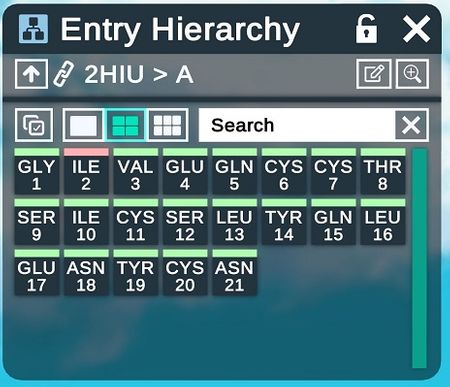 Entry Hierarchy
2HIU > A
Search
GLY ILE VAL GLU GLN CYS CYS THR
1 2 3 4 5 6 7 8
SER ILE CYS SER LEU TYR GLN LEU
9 10 11 12 13 14 15 16
GLU ASN TYR CYS ASN
17 18 19 20 21